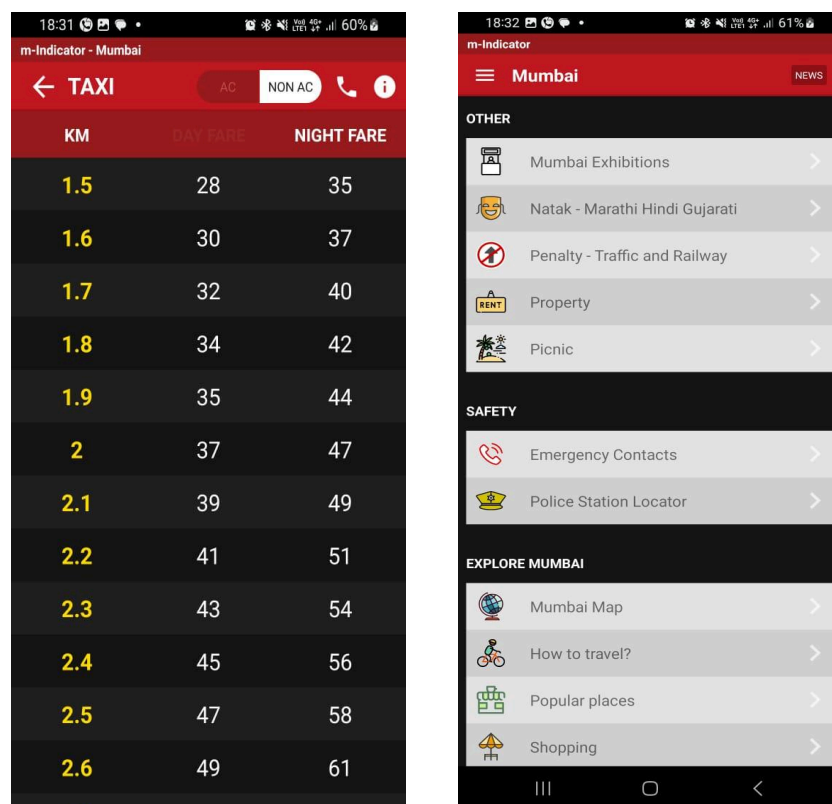 18:31 60%
m-Indicator - Mumbai
TAXI AC NON AC
KM DAY FARE NIGHT FARE
1.5 28 35
1.6 30 37
1.7 32 40
1.8 34 42
1.9 35 44
2 37 47
2.1 39 49
2.2 41 51
2.3 43 54
2.4 45 56
2.5 47 58
2.6 49 61
18:32 61%
m-Indicator
Mumbai NEWS
OTHER
Mumbai Exhibitions
Natak - Marathi Hindi Gujarati
Penalty - Traffic and Railway
RENT Property
Picnic
SAFETY
Emergency Contacts
Police Station Locator
EXPLORE MUMBAI
Mumbai Map
How to travel?
Popular places
Shopping